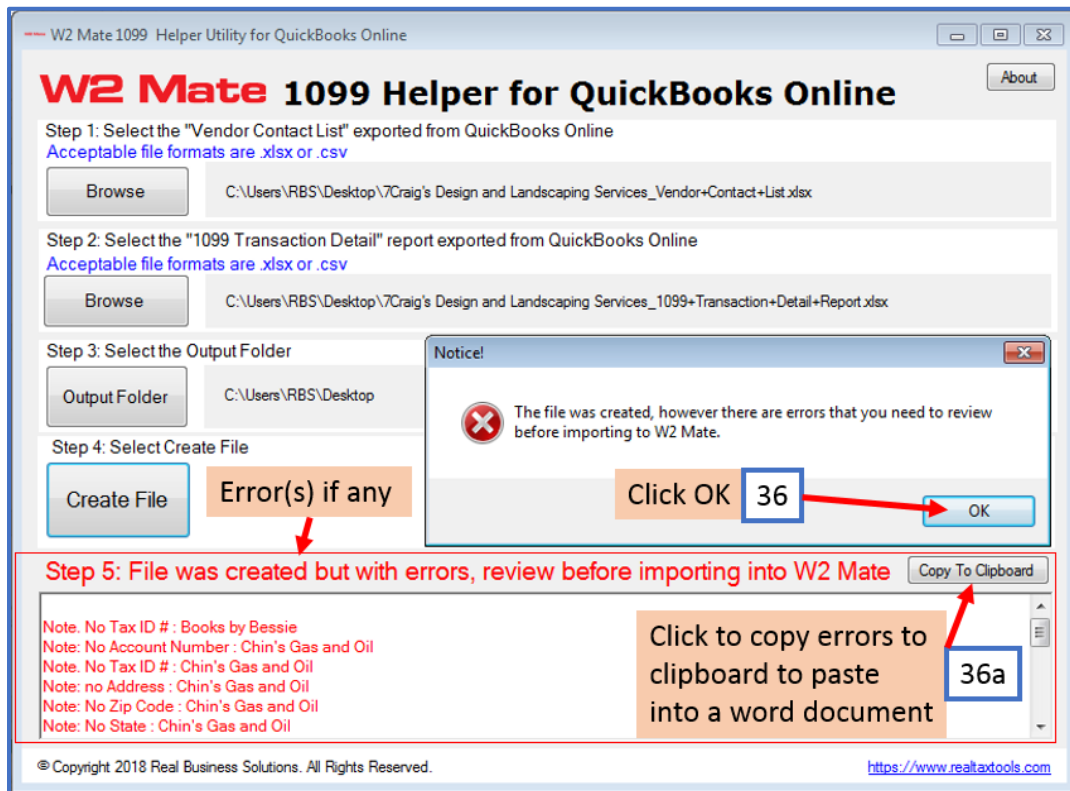 W2 Mate 1099 Helper Utility for QuickBooks Online
W2 Mate 1099 Helper for QuickBooks Online
About
Step 1: Select the "Vendor Contact List" exported from QuickBooks Online
Acceptable file formats are .xlsx or .csv
Browse
C:\Users\RBS\Desktop\7Craig's Design and Landscaping Services_Vendor+Contact+List.xlsx
Step 2: Select the "1099 Transaction Detail" report exported from QuickBooks Online
Acceptable file formats are .xlsx or .csv
Browse
C:\Users\RBS\Desktop\7Craig's Design and Landscaping Services_1099+Transaction+Detail+Report.xlsx
Step 3: Select the Output Folder
Output Folder
C:\Users\RBS\Desktop
Notice!
The file was created, however there are errors that you need to review
before importing to W2 Mate.
Click OK 36
OK
Step 4: Select Create File
Create File
Error(s) if any
Step 5: File was created but with errors, review before importing into W2 Mate
Copy To Clipboard
Note. No Tax ID # : Books by Bessie
Note: No Account Number : Chin's Gas and Oil
Note. No Tax ID # : Chin's Gas and Oil
Note: no Address : Chin's Gas and Oil
Note: No Zip Code : Chin's Gas and Oil
Note: No State : Chin's Gas and Oil
Click to copy errors to
clipboard to paste
into a word document
36a
© Copyright 2018 Real Business Solutions. All Rights Reserved.
https://www.realtaxtools.com